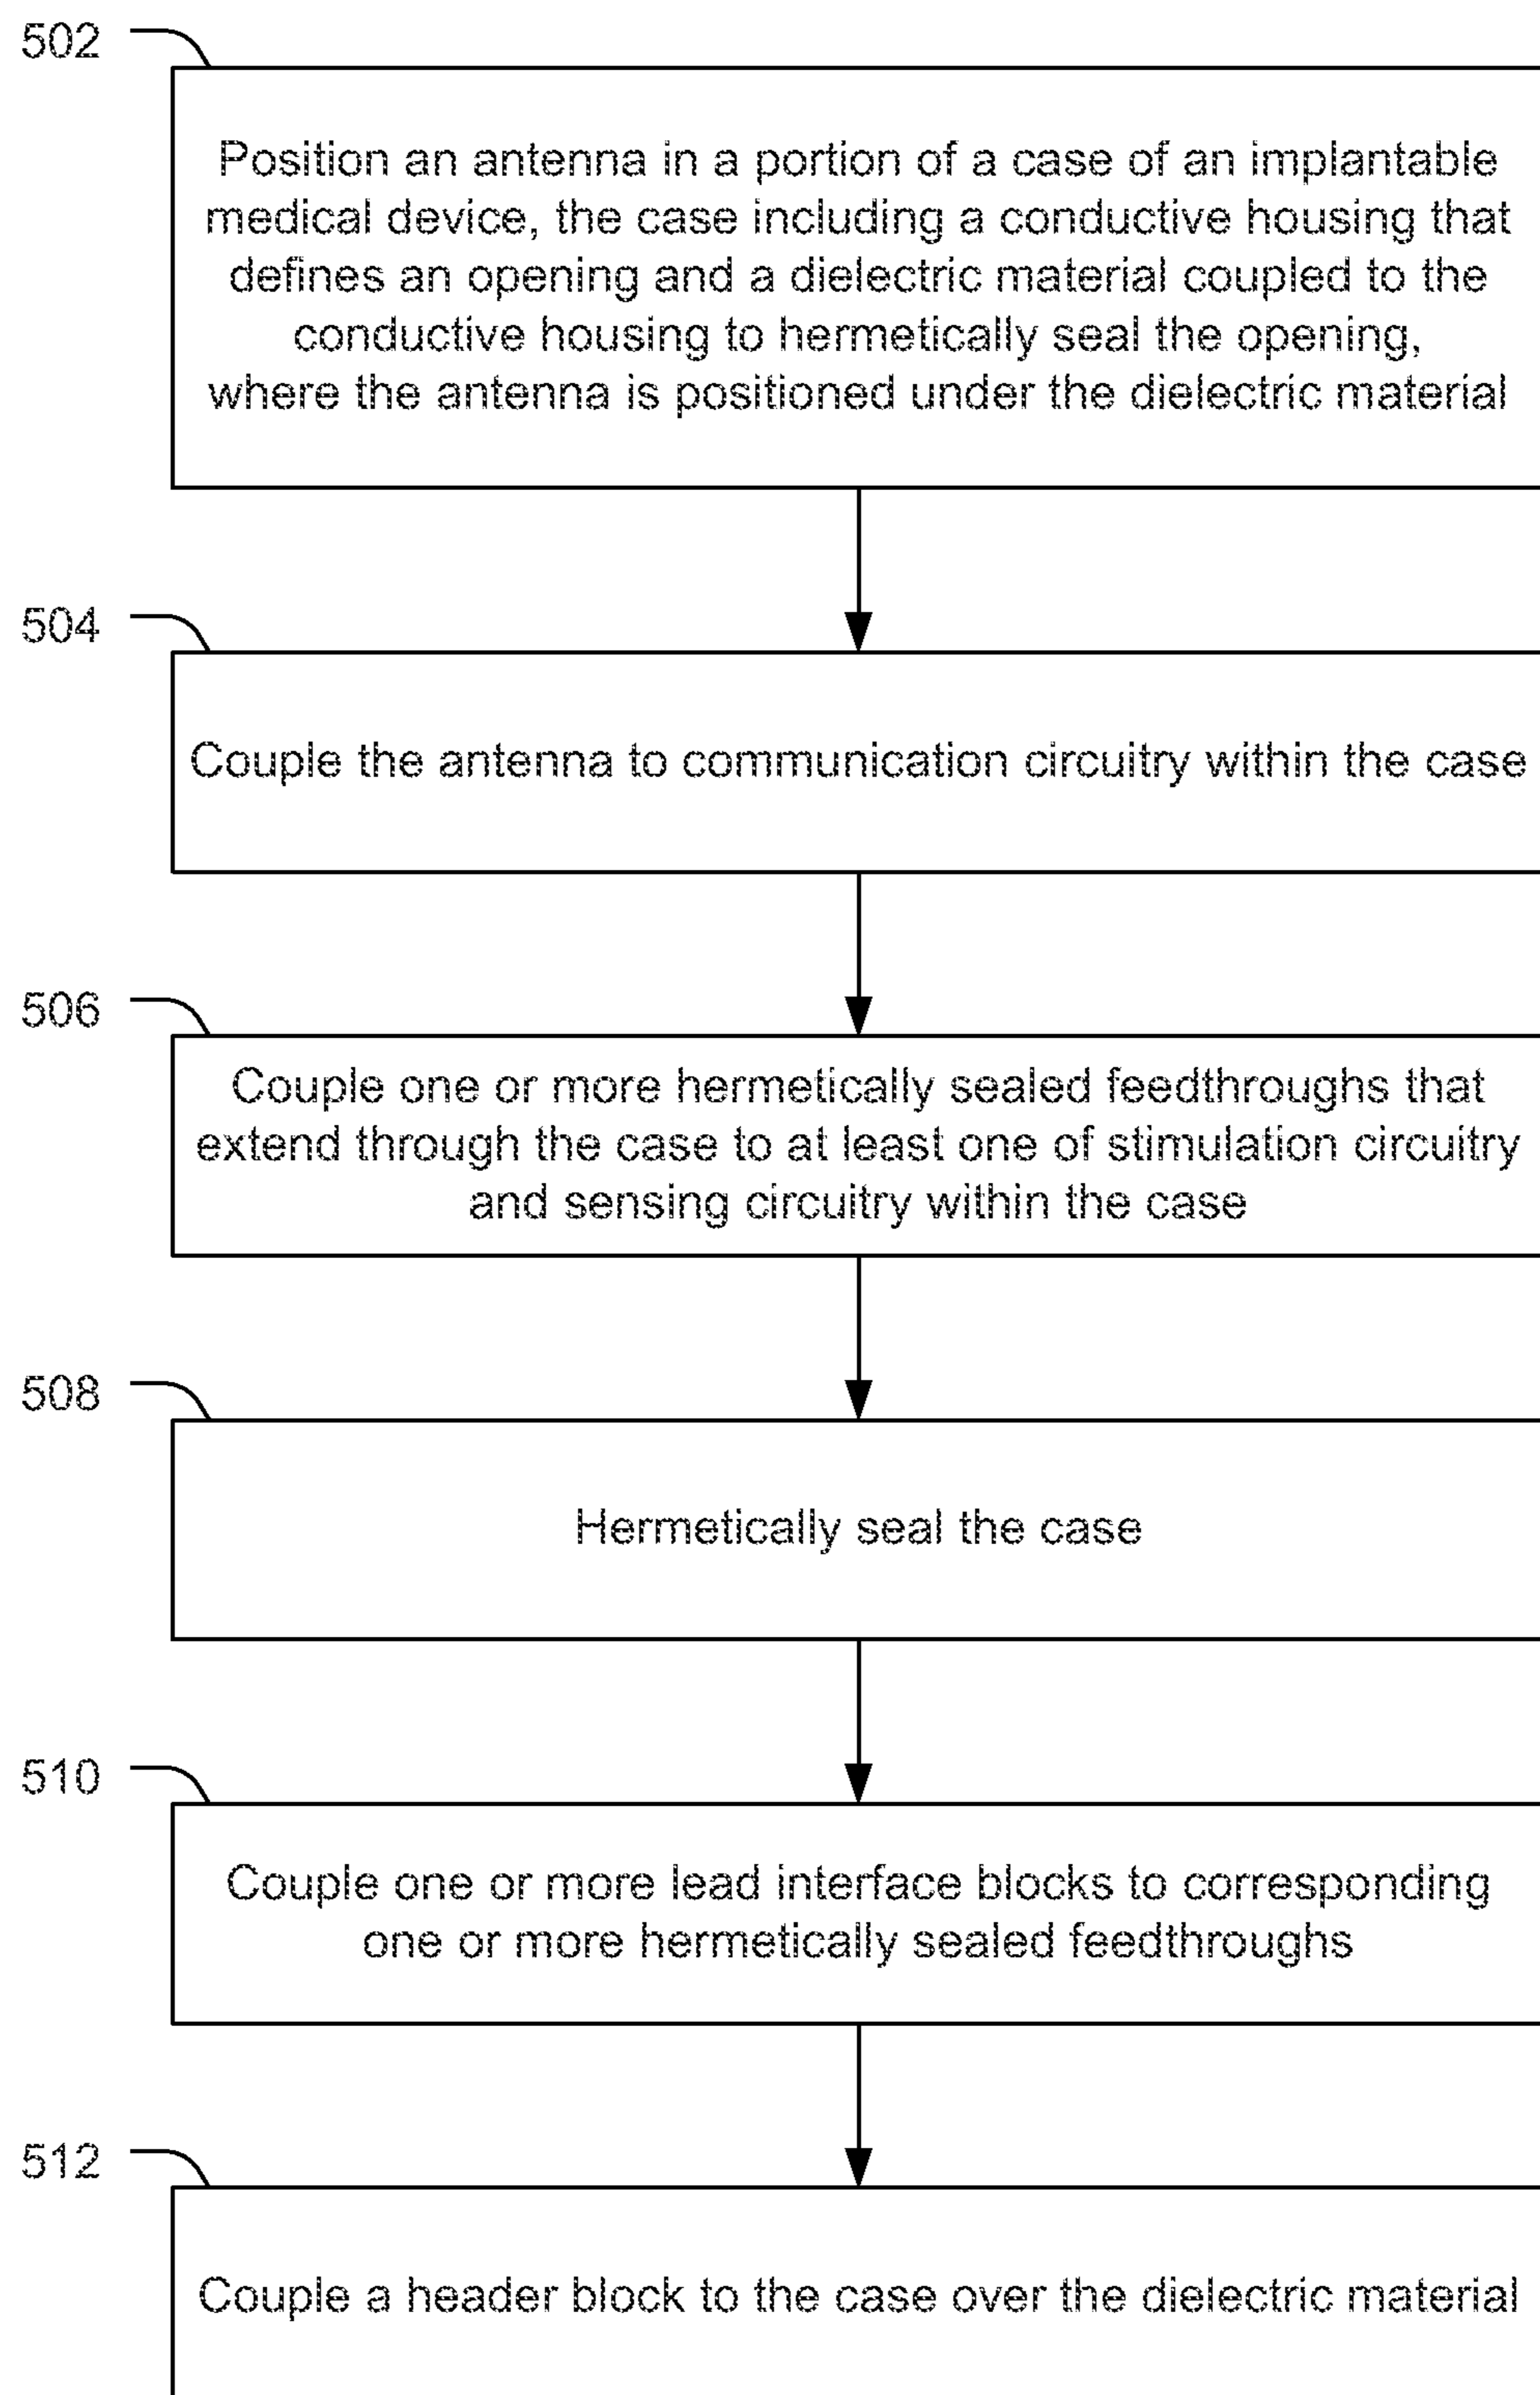 502
Position an antenna in a portion of a case of an implantable
medical device, the case including a conductive housing that
defines an opening and a dielectric material coupled to the
conductive housing to hermetically seal the opening,
where the antenna is positioned under the dielectric material
504
Couple the antenna to communication circuitry within the case
506
Couple one or more hermetically sealed feedthroughs that
extend through the case to at least one of stimulation circuitry
and sensing circuitry within the case
508
Hermetically seal the case
510
Couple one or more lead interface blocks to corresponding
one or more hermetically sealed feedthroughs
512
Couple a header block to the case over the dielectric material